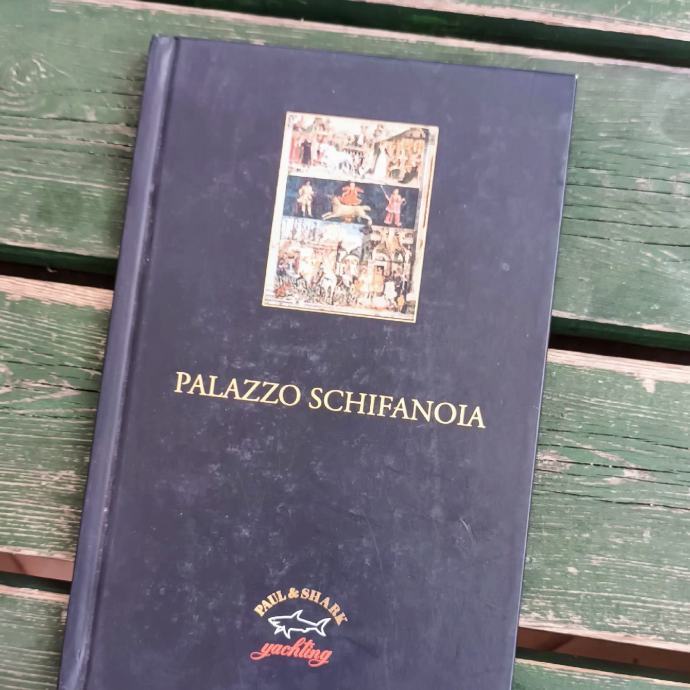 PALAZZO SCHIFANOIA
PAUL & SHARK
yachting